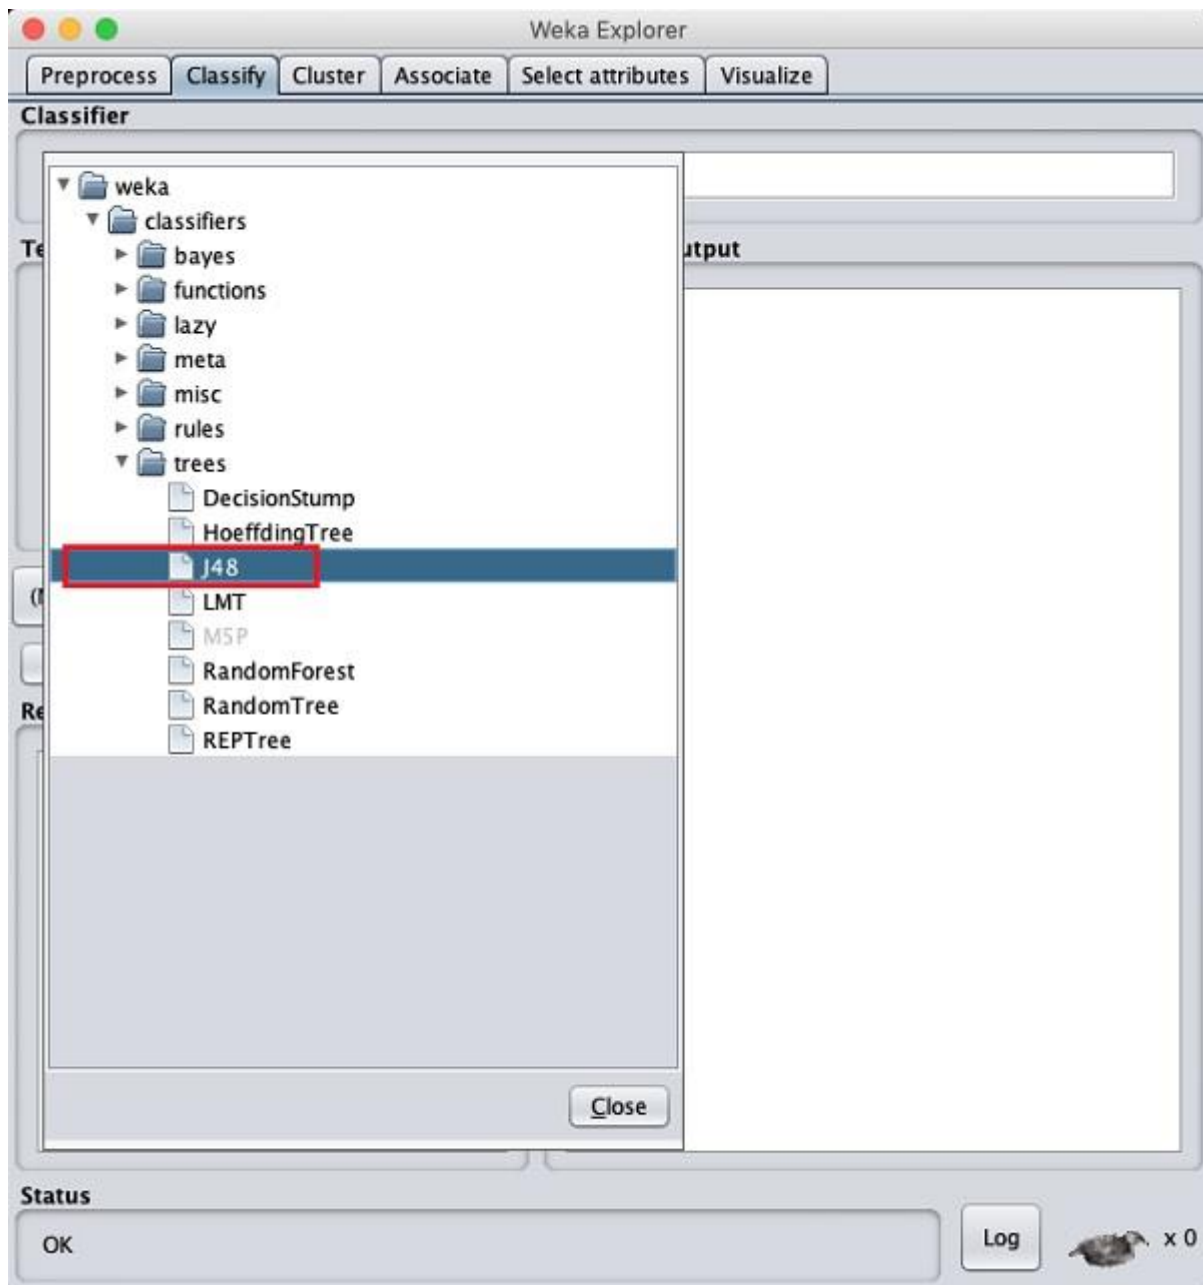 Weka Explorer
Preprocess Classify Cluster Associate Select attributes Visualize
Classifier
weka
classifiers
bayes
functions
lazy
meta
misc
rules
trees
DecisionStump
HoeffdingTree
J48
LMT
M5P
RandomForest
RandomTree
REPTree
Close
Status
OK
Log
x 0